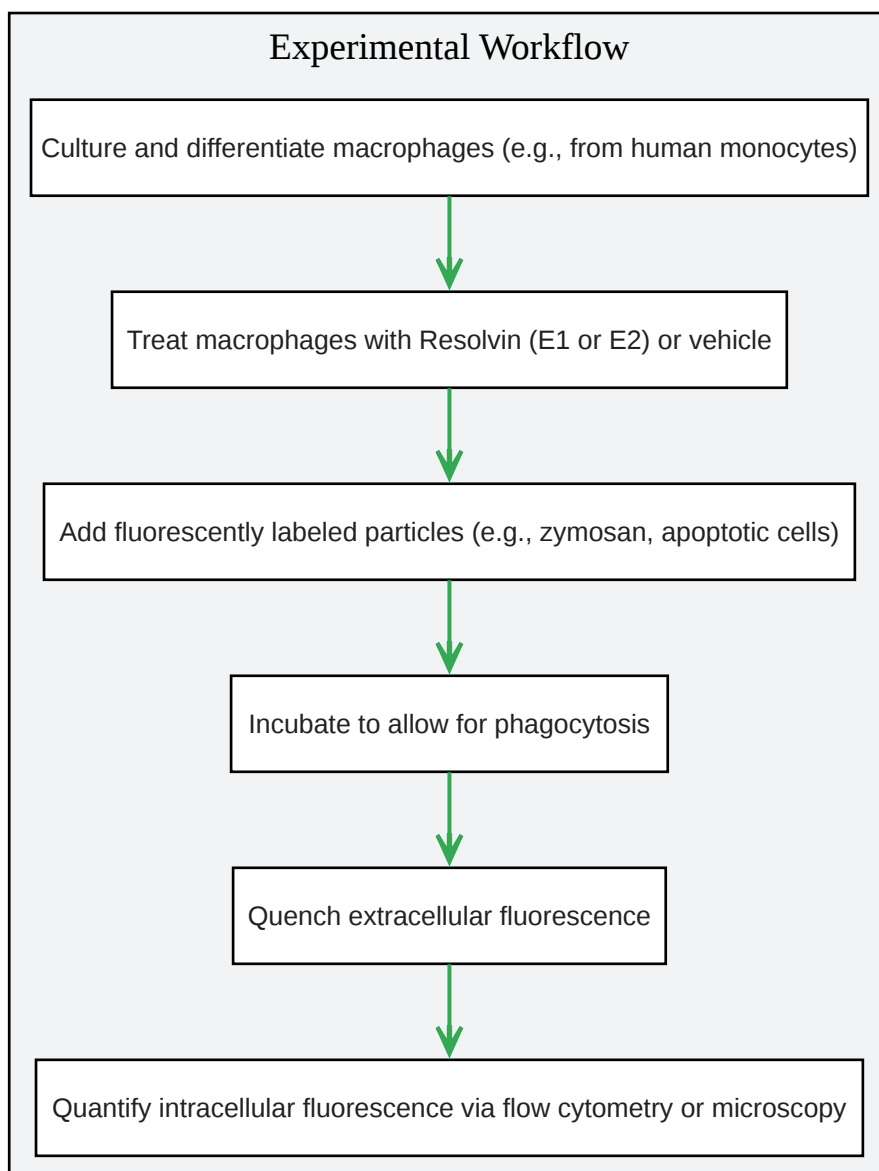 Experimental Workflow
Culture and differentiate macrophages (e.g., from human monocytes)
Treat macrophages with Resolvin (E1 or E2) or vehicle
Add fluorescently labeled particles (e.g., zymosan, apoptotic cells)
Incubate to allow for phagocytosis
Quench extracellular fluorescence
Quantify intracellular fluorescence via flow cytometry or microscopy